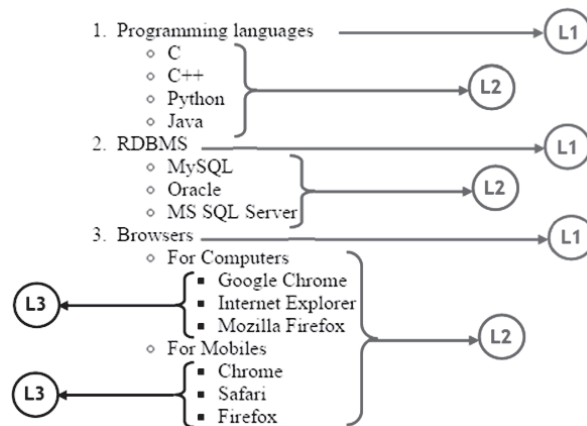 1. Programming languages L1
C
C++
Python L2
Java
2. RDBMS L1
MySQL
Oracle L2
MS SQL Server
3. Browsers L1
For Computers
Google Chrome
L3 Internet Explorer
Mozilla Firefox
For Mobiles L2
Chrome
L3 Safari
Firefox